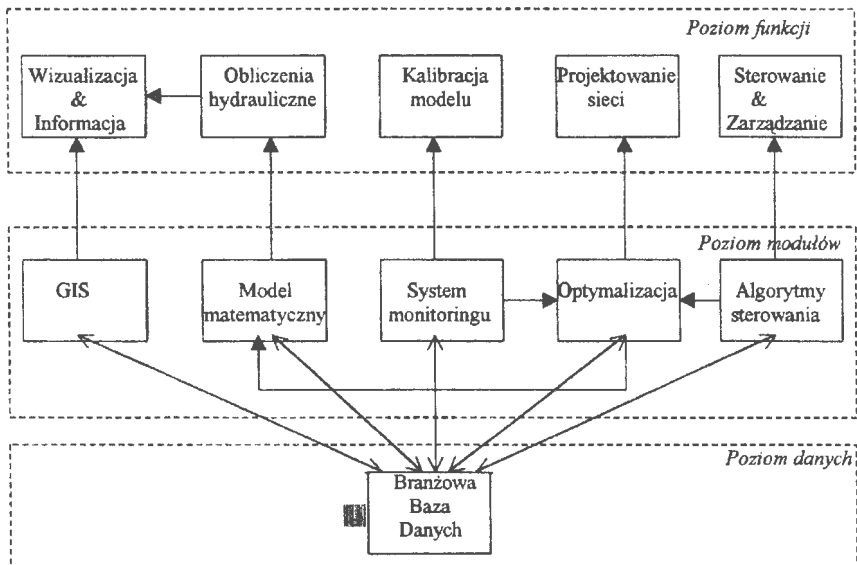 Poziom funkcji
Wizualizacja
&
Informacja
Obliczenia
hydrauliczne
Kalibracja
modelu
Projektowanie
sieci
Sterowanie
&
Zarządzanie
Poziom modułów
GIS
Model
matematyczny
System
monitoringu
Optymalizacja
Algorytmy
sterowania
Poziom danych
Branżowa
Baza
Danych